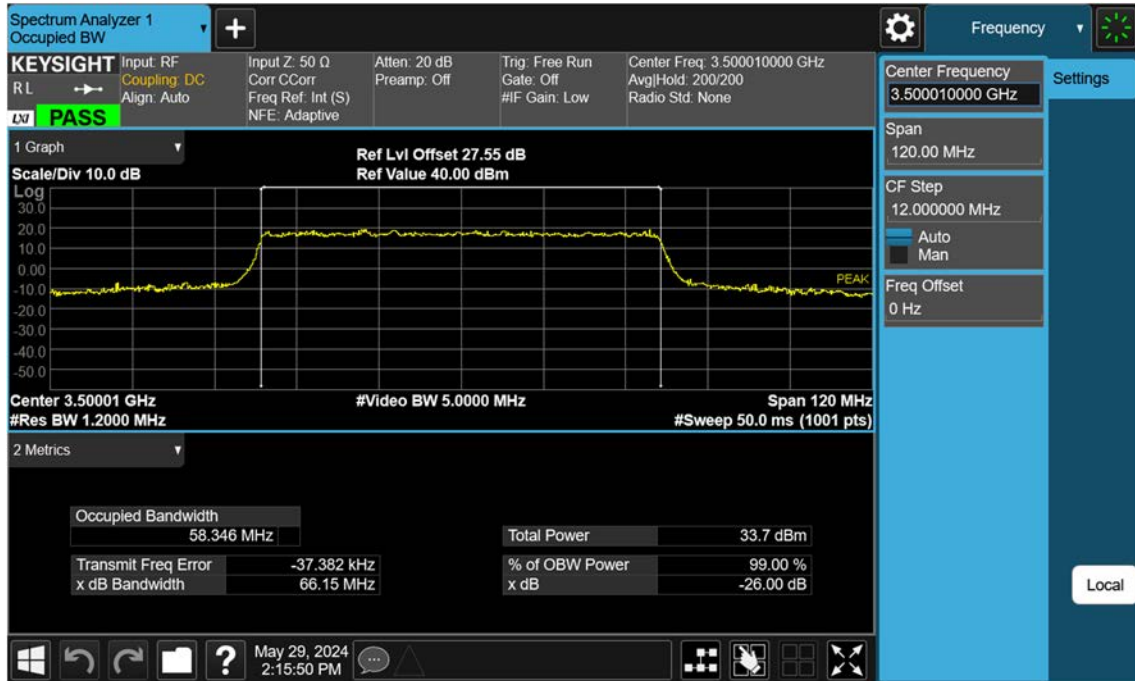 Spectrum Analyzer 1
Occupied BW
+
Frequency
KEYSIGHT
R L
LXI PASS
Input: RF
Coupling: DC
Align: Auto
Input Z: 50 Ω
Corr CCorr
Freq Ref: Int (S)
NFE: Adaptive
Atten: 20 dB
Preamp: Off
Trig: Free Run
Gate: Off
#IF Gain: Low
Center Freq: 3.500010000 GHz
Avg|Hold: 200/200
Radio Std: None
Center Frequency
3.500010000 GHz
Settings
Span
120.00 MHz
CF Step
12.000000 MHz
Auto
Man
Freq Offset
0 Hz
1 Graph
Scale/Div 10.0 dB
Ref Lvl Offset 27.55 dB
Ref Value 40.00 dBm
Log
30.0
20.0
10.0
0.00
-10.0
-20.0
-30.0
-40.0
-50.0
PEAK
Center 3.50001 GHz
#Video BW 5.0000 MHz
Span 120 MHz
#Res BW 1.2000 MHz
#Sweep 50.0 ms (1001 pts)
2 Metrics
Occupied Bandwidth
58.346 MHz
Total Power 33.7 dBm
Transmit Freq Error -37.382 kHz
% of OBW Power 99.00 %
x dB Bandwidth 66.15 MHz
x dB -26.00 dB
Local
?
May 29, 2024
2:15:50 PM